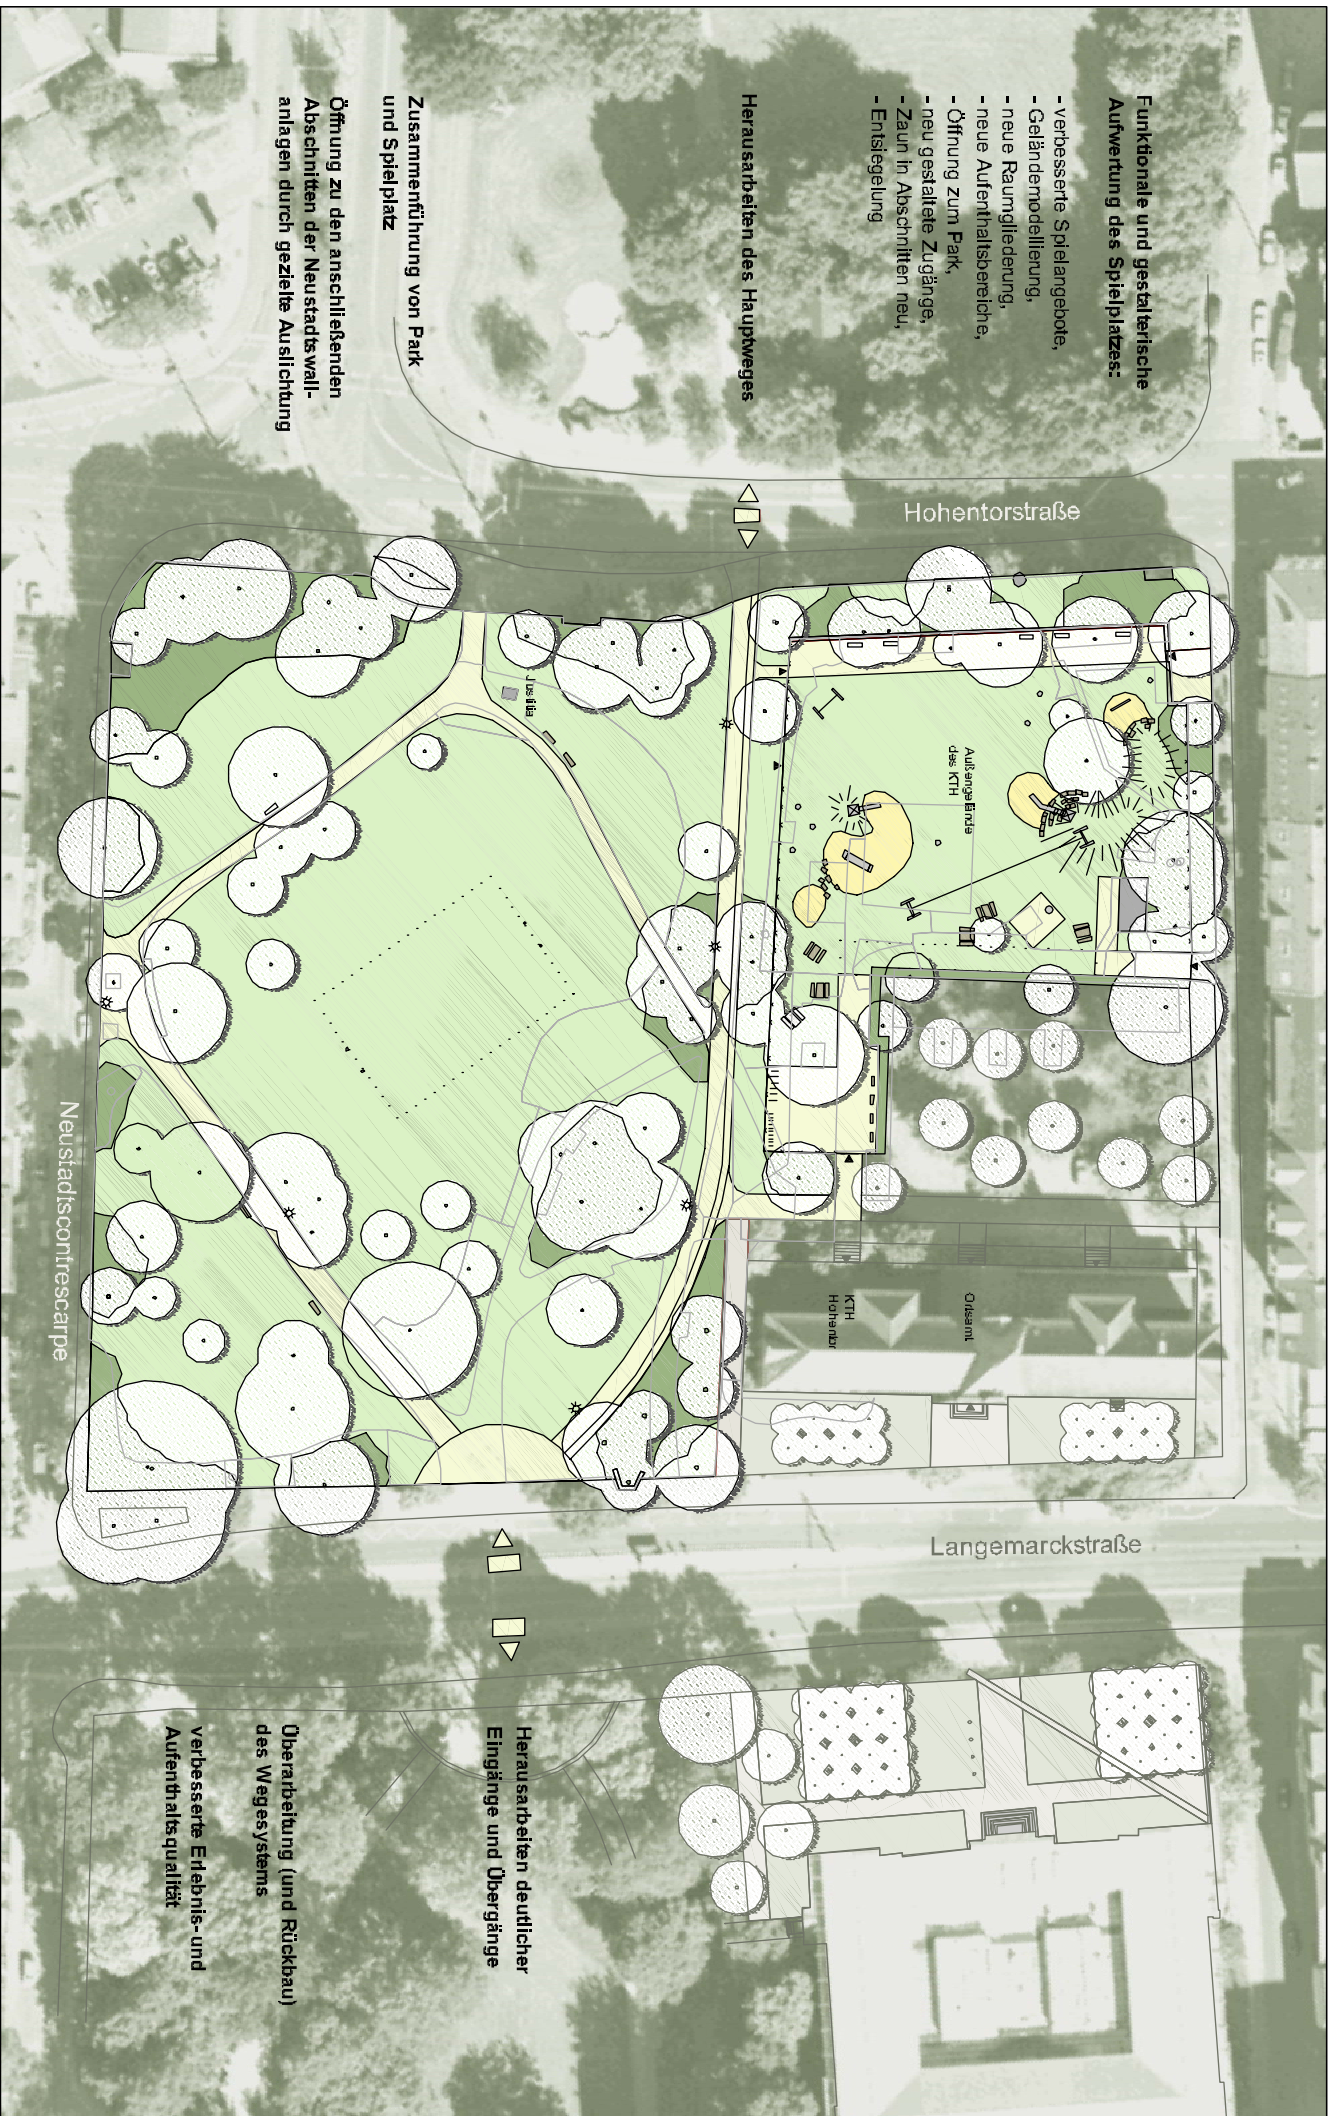 Funktionale und gestalterische
Aufwertung des Spielplatzes:
- verbesserte Spielangebote,
- Geländemodellierung,
- neue Raumgliederung,
- neue Aufenthaltsbereiche,
- Öffnung zum Park,
- neu gestaltete Zugänge,
- Zaun in Abschnitten neu,
- Entsiegelung
Herausarbeiten des Hauptweges
Zusammenführung von Park
und Spielplatz
Öffnung zu den anschließenden
Abschnitten der Neustadtswall-
anlagen durch gezielte Auslichtung
Hohentorstraße
Justitia
Außengelände
des KTH
Neustadtscontrescarpe
Ortsamt
KTH
Hohentor
Langemarckstraße
Herausarbeiten deutlicher
Eingänge und Übergänge
Überarbeitung (und Rückbau)
des Wegesystems
verbesserte Erlebnis- und
Aufenthaltsqualität